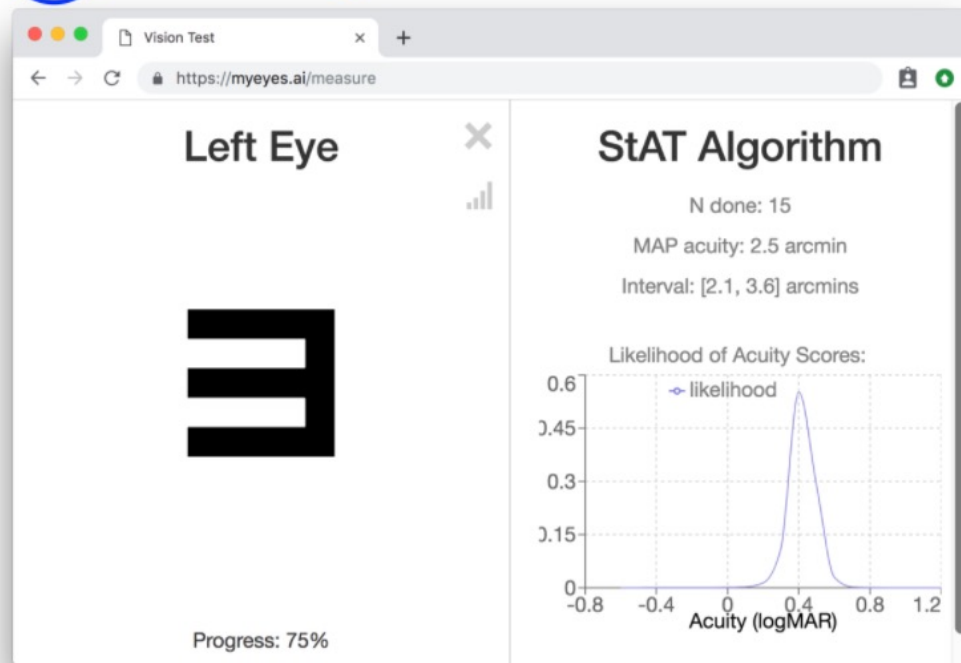 Vision Test
https://myeyes.ai/measure
Left Eye
Progress: 75%
StAT Algorithm
N done: 15
MAP acuity: 2.5 arcmin
Interval: [2.1, 3.6] arcmins
Likelihood of Acuity Scores:
likelihood
0.6
.45
0.3
.15
0
-0.8 -0.4 0 0.4 0.8 1.2
Acuity (logMAR)